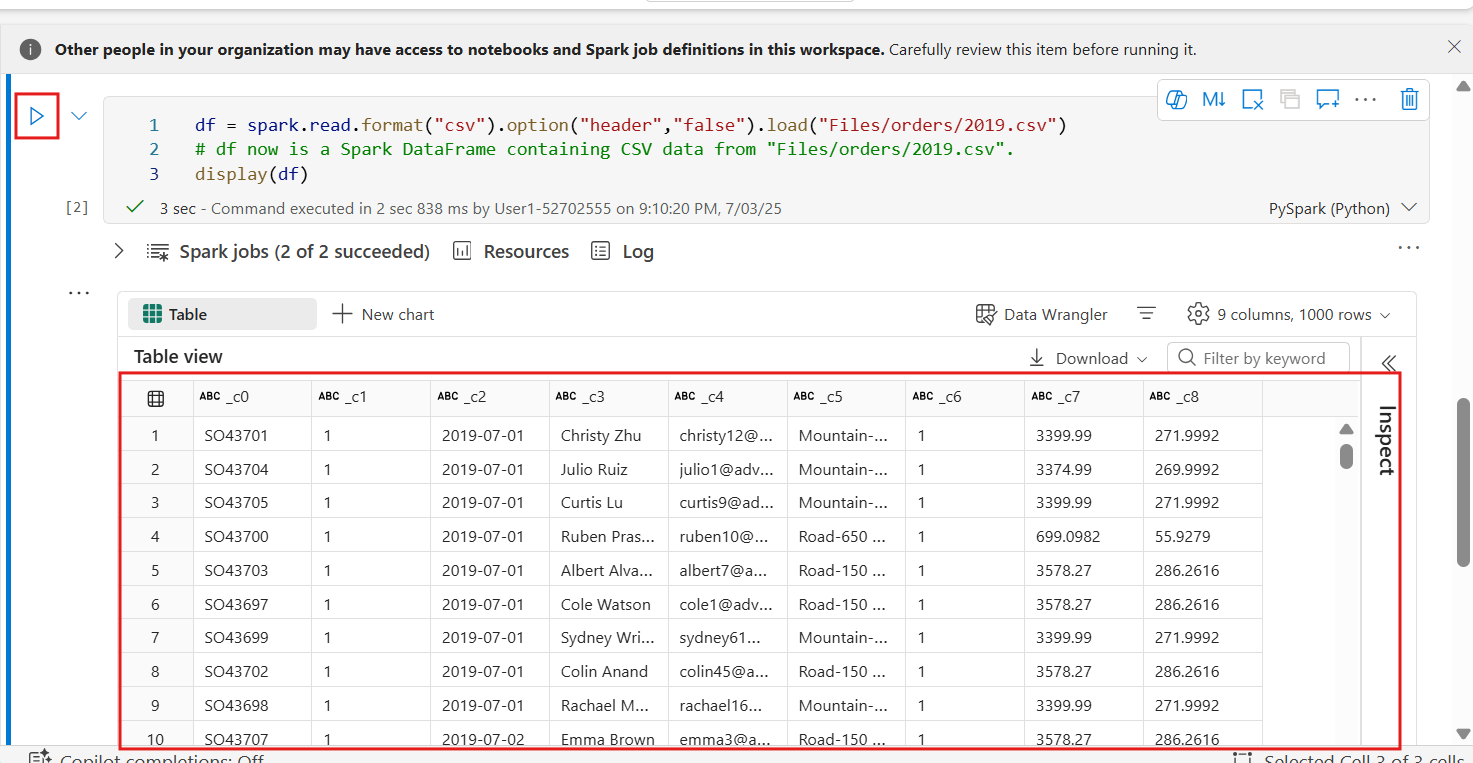 Other people in your organization may have access to notebooks and Spark job definitions in this workspace. Carefully review this item before running it.
M↓
1 df = spark.read.format("csv").option("header","false").load("Files/orders/2019.csv")
2 # df now is a Spark DataFrame containing CSV data from "Files/orders/2019.csv".
3 display(df)
[2] 3 sec - Command executed in 2 sec 838 ms by User1-52702555 on 9:10:20 PM, 7/03/25 PySpark (Python)
Spark jobs (2 of 2 succeeded) Resources Log
Table New chart Data Wrangler 9 columns, 1000 rows
Table view Download Filter by keyword
ABC _c0 ABC _c1 ABC _c2 ABC _c3 ABC _c4 ABC _c5 ABC _c6 ABC _c7 ABC _c8
1 SO43701 1 2019-07-01 Christy Zhu christy12@... Mountain-... 1 3399.99 271.9992
2 SO43704 1 2019-07-01 Julio Ruiz julio1@adv... Mountain-... 1 3374.99 269.9992
3 SO43705 1 2019-07-01 Curtis Lu curtis9@ad... Mountain-... 1 3399.99 271.9992
4 SO43700 1 2019-07-01 Ruben Pras... ruben10@... Road-650 ... 1 699.0982 55.9279
5 SO43703 1 2019-07-01 Albert Alva... albert7@a... Road-150 ... 1 3578.27 286.2616
6 SO43697 1 2019-07-01 Cole Watson cole1@adv... Road-150 ... 1 3578.27 286.2616
7 SO43699 1 2019-07-01 Sydney Wri... sydney61... Mountain-... 1 3399.99 271.9992
8 SO43702 1 2019-07-01 Colin Anand colin45@a... Road-150 ... 1 3578.27 286.2616
9 SO43698 1 2019-07-01 Rachael M... rachael16... Mountain-... 1 3399.99 271.9992
10 SO43707 1 2019-07-02 Emma Brown emma3@a... Road-150 ... 1 3578.27 286.2616
Inspect
Copilot completions: Off Selected Cell 3 of 3 cells